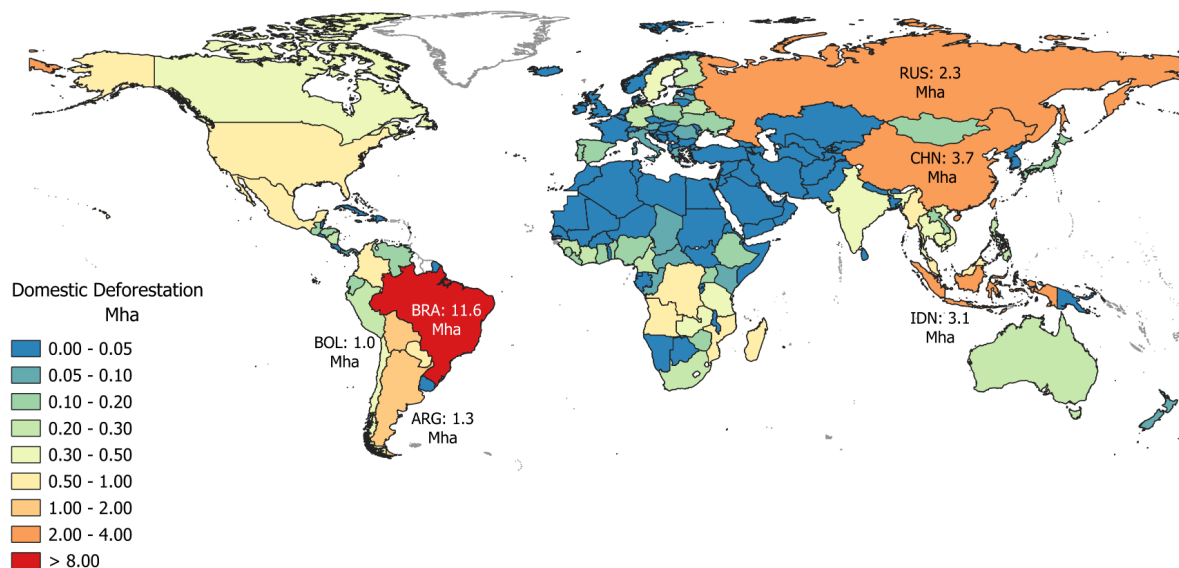 RUS: 2.3
Mha
CHN: 3.7
Mha
Domestic Deforestation
Mha
BRA: 11.6
Mha
BOL: 1.0
Mha
IDN: 3.1
Mha
ARG: 1.3
Mha
0.00 - 0.05
0.05 - 0.10
0.10 - 0.20
0.20 - 0.30
0.30 - 0.50
0.50 - 1.00
1.00 - 2.00
2.00 - 4.00
> 8.00